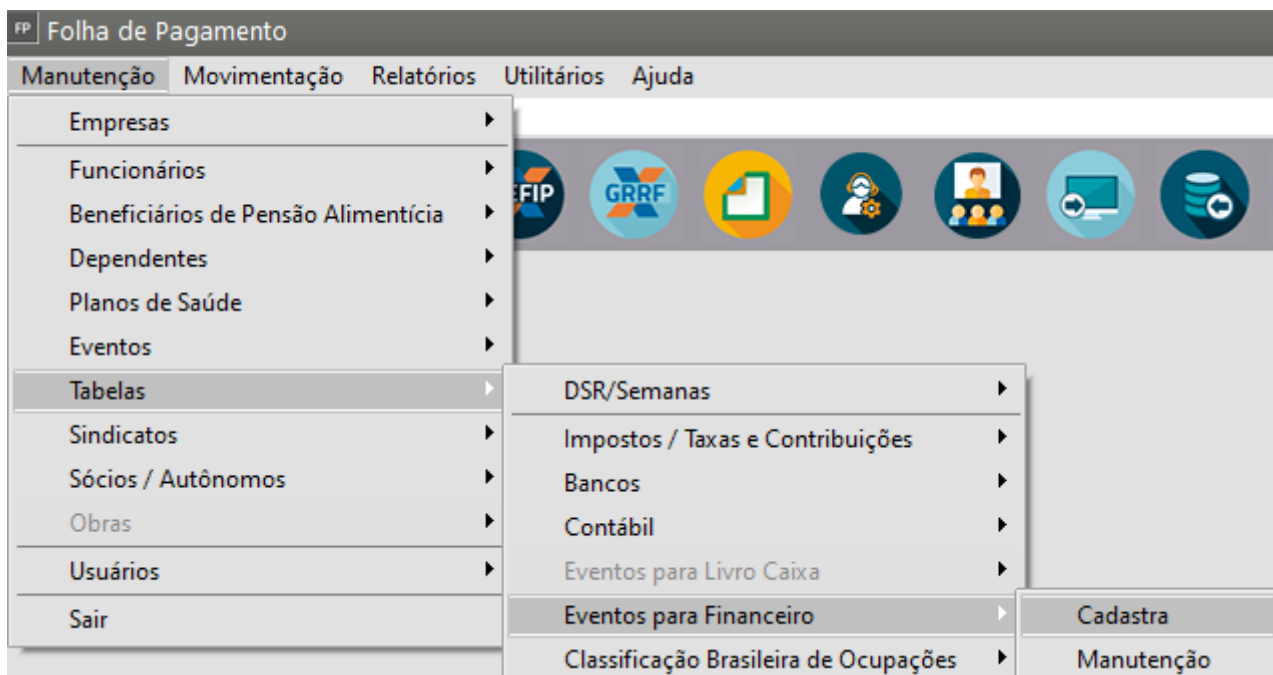 FP Folha de Pagamento
Manutenção Movimentação Relatórios Utilitários Ajuda
Empresas
Funcionários
Beneficiários de Pensão Alimentícia
Dependentes
Planos de Saúde
Eventos
Tabelas
Sindicatos
Sócios / Autônomos
Obras
Usuários
Sair
EFIP
GRRF
DSR/Semanas
Impostos / Taxas e Contribuições
Bancos
Contábil
Eventos para Livro Caixa
Eventos para Financeiro
Classificação Brasileira de Ocupações
Cadastra
Manutenção